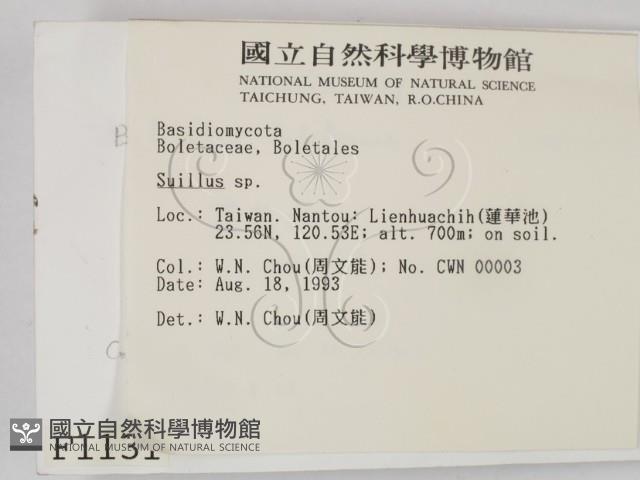 國立自然科學博物館
NATIONAL MUSEUM OF NATURAL SCIENCE
TAICHUNG, TAIWAN, R.O.CHINA
Basidiomycota
Boletaceae, Boletales
Suillus sp.
Loc.: Taiwan. Nantou: Lienhuachih(蓮華池)
23.56N, 120.53E; alt. 700m; on soil.
Col.: W.N. Chou(周文能); No. CWN 00003
Date: Aug. 18, 1993
Det.: W.N. Chou(周文能)
國立自然科學博物館
NATIONAL MUSEUM OF NATURAL SCIENCE